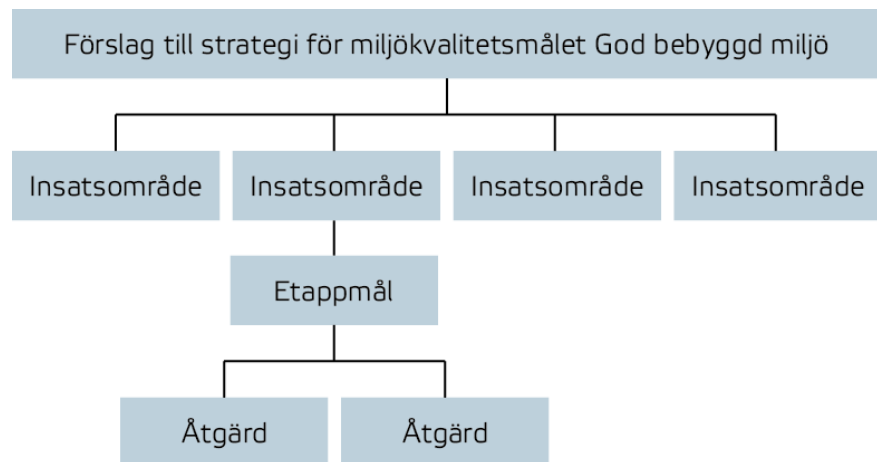 Förslag till strategi för miljökvalitetsmålet God bebyggd miljö
Insatsområde
Insatsområde
Insatsområde
Insatsområde
Etappmål
Åtgärd
Åtgärd